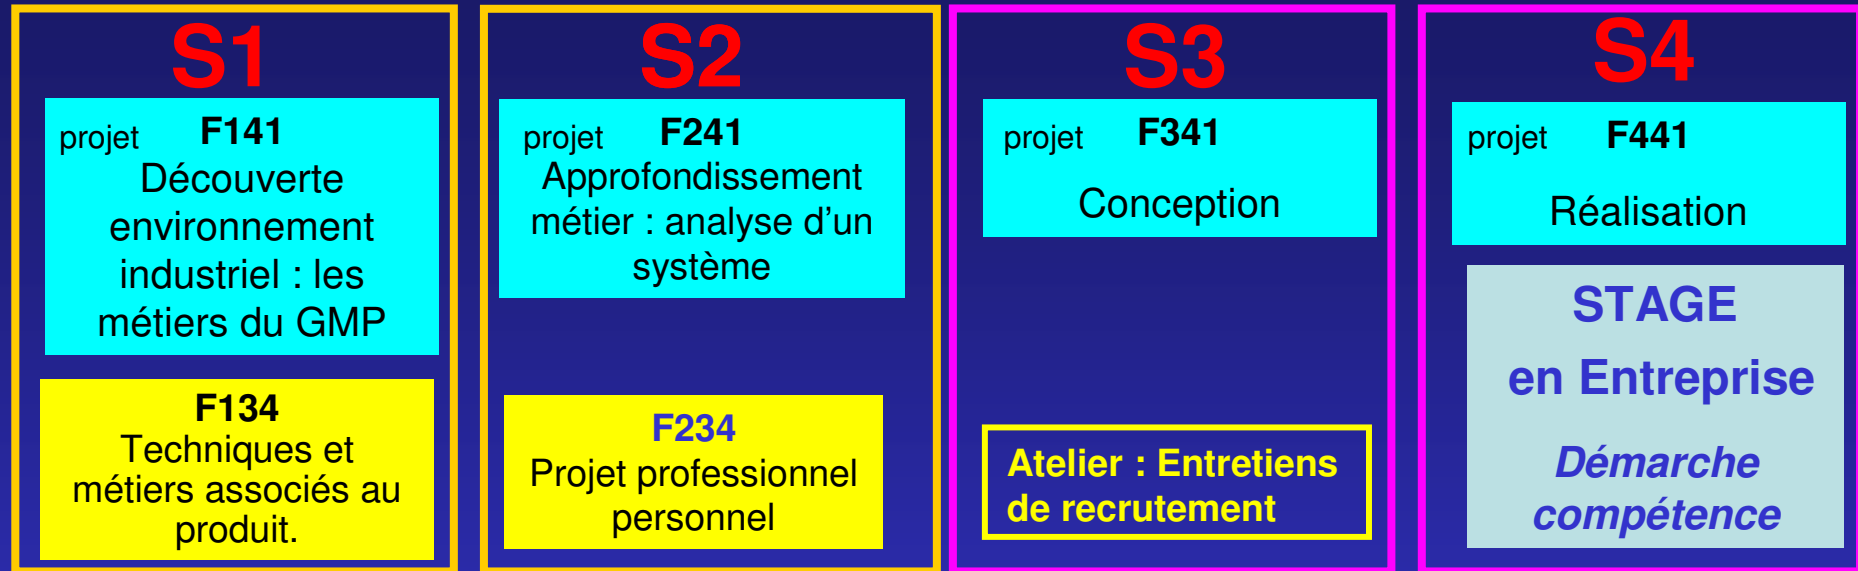 S1
projet F141
Découverte
environnement
industriel : les
métiers du GMP
F134
Techniques et
métiers associés au
produit.
S2
projet F241
Approfondissement
métier : analyse d'un
système
F234
Projet professionnel
personnel
S3
projet F341
Conception
Atelier : Entretiens
de recrutement
S4
projet F441
Réalisation
STAGE
en Entreprise
Démarche
compétence